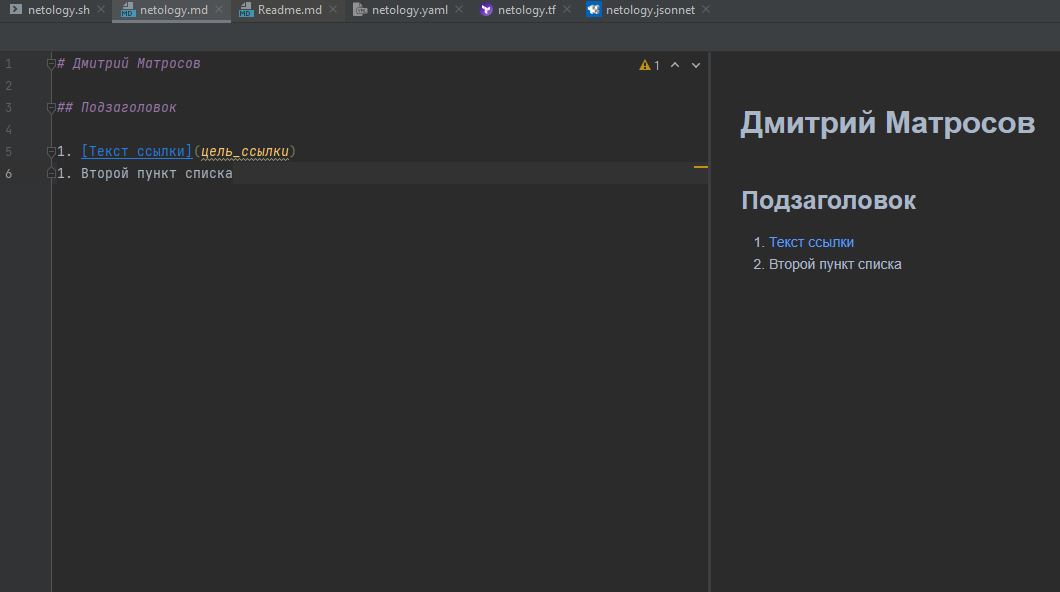 netology.sh netology.md Readme.md netology.yaml netology.tf netology.jsonnet
1 # Дмитрий Матросов
1
2
3 ## Подзаголовок
4
5 1. [Текст ссылки](цель_ссылки)
6 1. Второй пункт списка
Дмитрий Матросов
Подзаголовок
1. Текст ссылки
2. Второй пункт списка